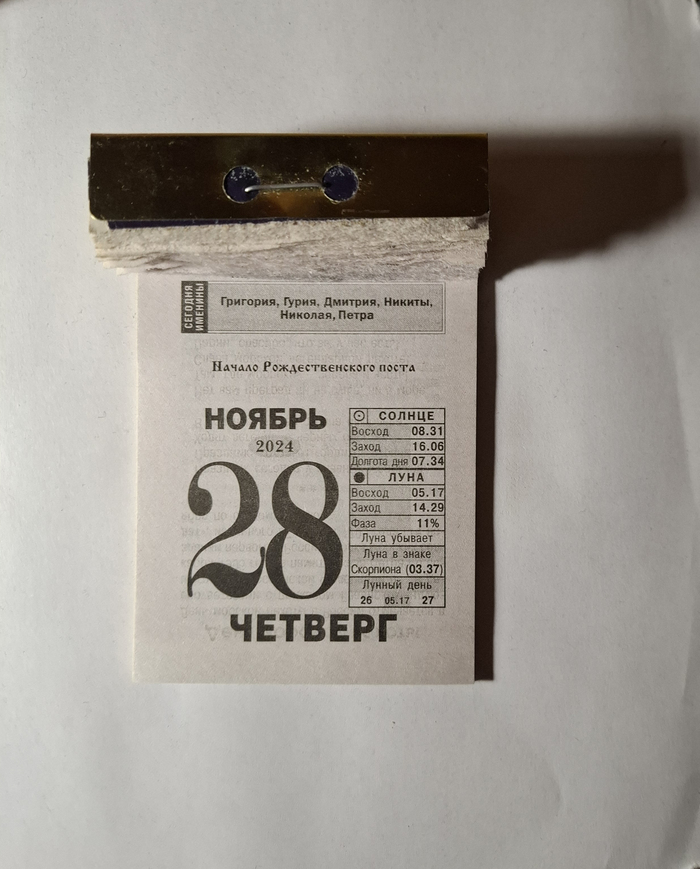 СЕГОДНЯ
ИМЕНИНЫ
Григория, Гурия, Дмитрия, Никиты,
Николая, Петра
Начало Рождественского поста
НОЯБРЬ
2024
28
ЧЕТВЕРГ
СОЛНЦЕ
Восход 08.31
Заход 16.06
Долгота дня 07.34
ЛУНА
Восход 05.17
Заход 14.29
Фаза 11%
Луна убывает
Луна в знаке
Скорпиона (03.37)
Лунный день
26 05.17 27